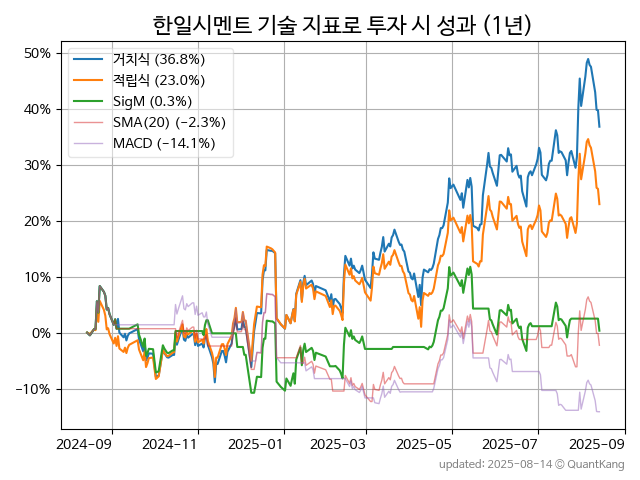 한일시멘트 기술 지표로 투자 시 성과 (1년)
50%
40%
30%
20%
10%
0%
−10%
거치식 (36.8%)
적립식 (23.0%)
SigM (0.3%)
SMA(20) (−2.3%)
MACD (−14.1%)
2024-09 2024-11 2025-01 2025-03 2025-05 2025-07 2025-09
updated: 2025-08-14 © QuantKang